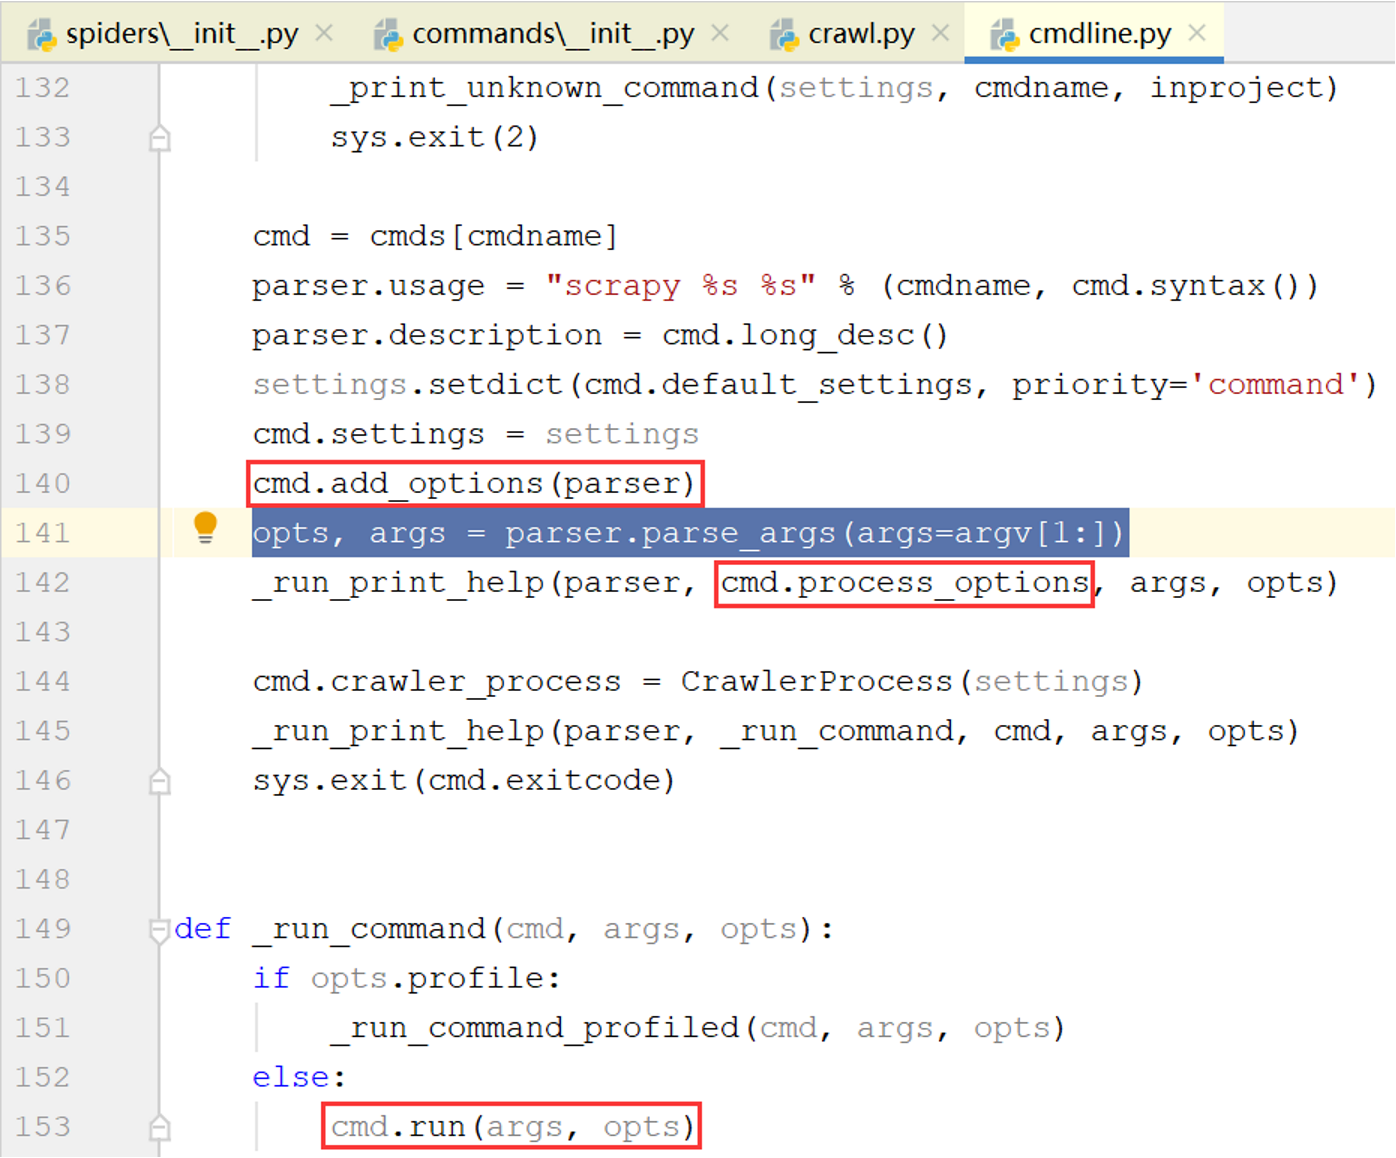 spiders\__init__.py × commands\__init__.py × crawl.py × cmdline.py ×
132 _print_unknown_command(settings, cmdname, inproject)
133 sys.exit(2)
134
135 cmd = cmds[cmdname]
136 parser.usage = "scrapy %s %s" % (cmdname, cmd.syntax())
137 parser.description = cmd.long_desc()
138 settings.setdict(cmd.default_settings, priority='command')
139 cmd.settings = settings
140 cmd.add_options(parser)
141 opts, args = parser.parse_args(args=argv[1:])
142 _run_print_help(parser, cmd.process_options, args, opts)
143
144 cmd.crawler_process = CrawlerProcess(settings)
145 _run_print_help(parser, _run_command, cmd, args, opts)
146 sys.exit(cmd.exitcode)
147
148
149 def _run_command(cmd, args, opts):
150 if opts.profile:
151 _run_command_profiled(cmd, args, opts)
152 else:
153 cmd.run(args, opts)